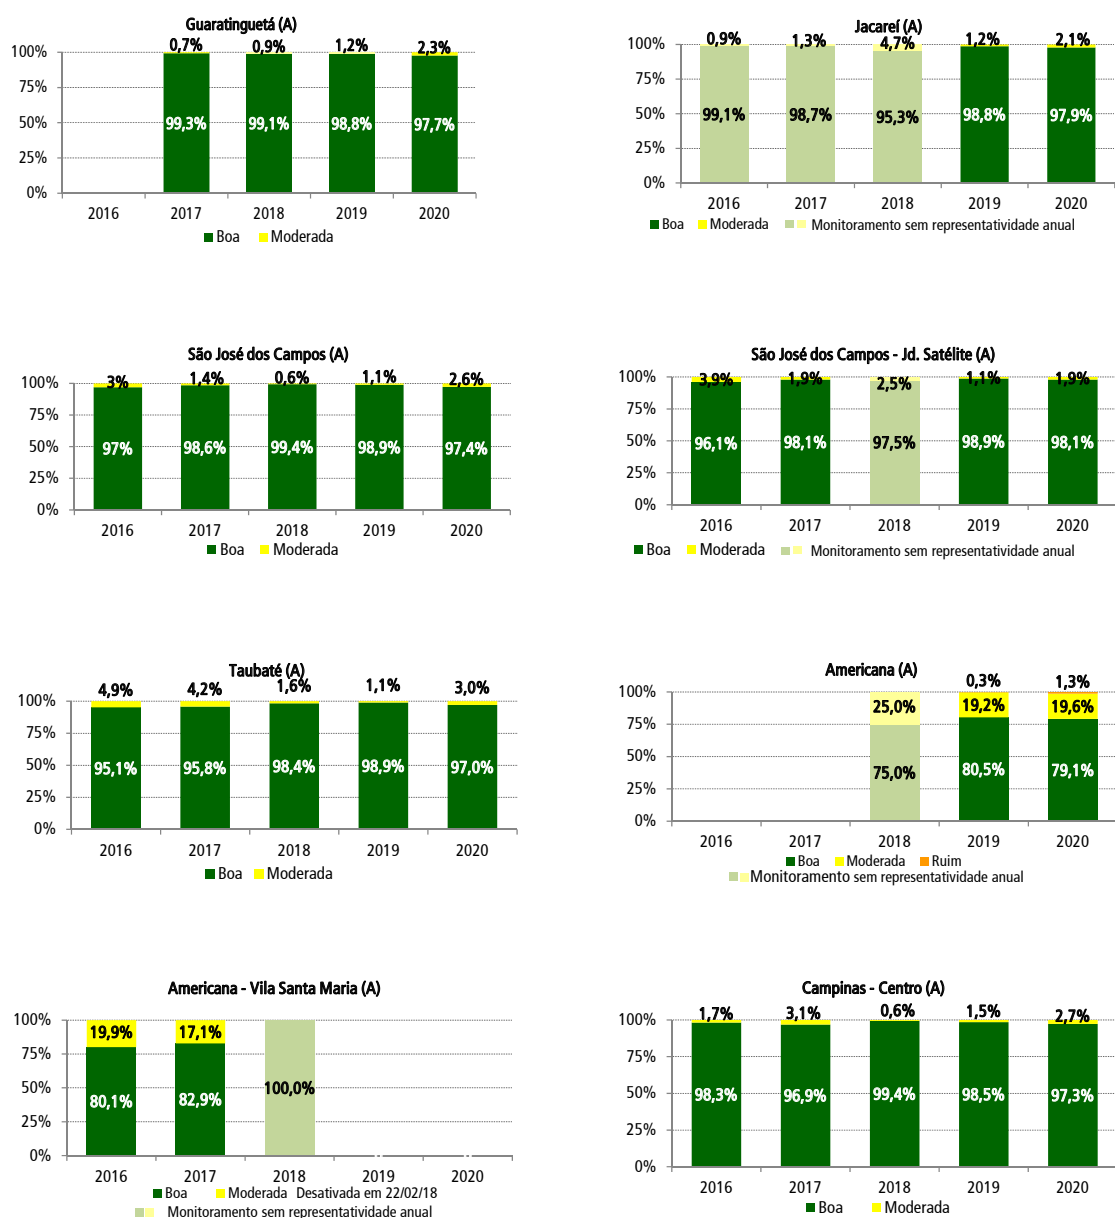 Guaratinguetá (A)
100%
75%
50%
25%
0%
0,7% 0,9% 1,2% 2,3%
99,3% 99,1% 98,8% 97,7%
2016 2017 2018 2019 2020
Boa Moderada
Jacareí (A)
100%
75%
50%
25%
0%
0,9% 1,3% 4,7% 1,2% 2,1%
99,1% 98,7% 95,3% 98,8% 97,9%
2016 2017 2018 2019 2020
Boa Moderada Monitoramento sem representatividade anual
São José dos Campos (A)
100%
75%
50%
25%
0%
3% 1,4% 0,6% 1,1% 2,6%
97% 98,6% 99,4% 98,9% 97,4%
2016 2017 2018 2019 2020
Boa Moderada
São José dos Campos - Jd. Satélite (A)
100%
75%
50%
25%
0%
3,9% 1,9% 2,5% 1,1% 1,9%
96,1% 98,1% 97,5% 98,9% 98,1%
2016 2017 2018 2019 2020
Boa Moderada Monitoramento sem representatividade anual
Taubaté (A)
100%
75%
50%
25%
0%
4,9% 4,2% 1,6% 1,1% 3,0%
95,1% 95,8% 98,4% 98,9% 97,0%
2016 2017 2018 2019 2020
Boa Moderada
Americana (A)
100%
75%
50%
25%
0%
0,3% 1,3%
25,0% 19,2% 19,6%
75,0% 80,5% 79,1%
2016 2017 2018 2019 2020
Boa Moderada Ruim
Monitoramento sem representatividade anual
Americana - Vila Santa Maria (A)
100%
75%
50%
25%
0%
19,9% 17,1%
80,1% 82,9% 100,0%
2016 2017 2018 2019 2020
Boa Moderada Desativada em 22/02/18
Monitoramento sem representatividade anual
Campinas - Centro (A)
100%
75%
50%
25%
0%
1,7% 3,1% 0,6% 1,5% 2,7%
98,3% 96,9% 99,4% 98,5% 97,3%
2016 2017 2018 2019 2020
Boa Moderada